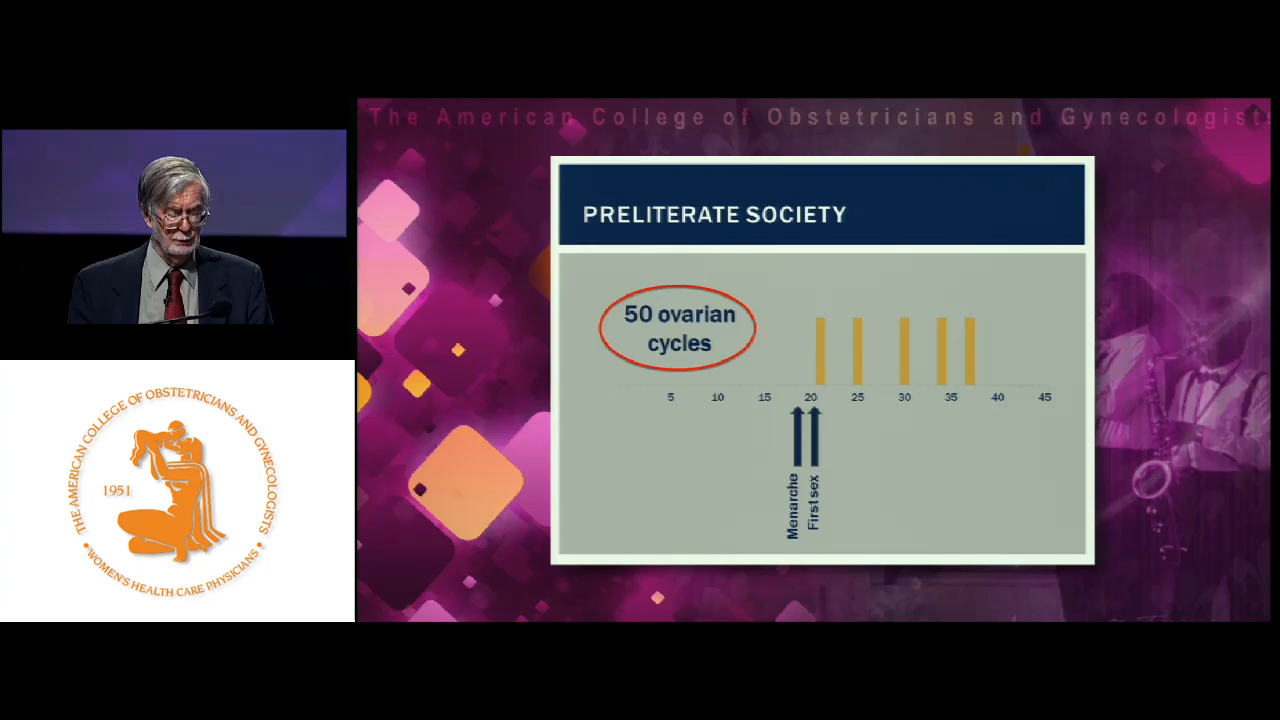 The American College of Obstetricians and Gynecologists
PRELITERATE SOCIETY
50 ovarian
cycles
5 10 15 20 25 30 35 40 45
Menarche
First sex
THE AMERICAN COLLEGE OF OBSTETRICIANS AND GYNECOLOGISTS
1951
• WOMEN'S HEALTH CARE PHYSICIANS •